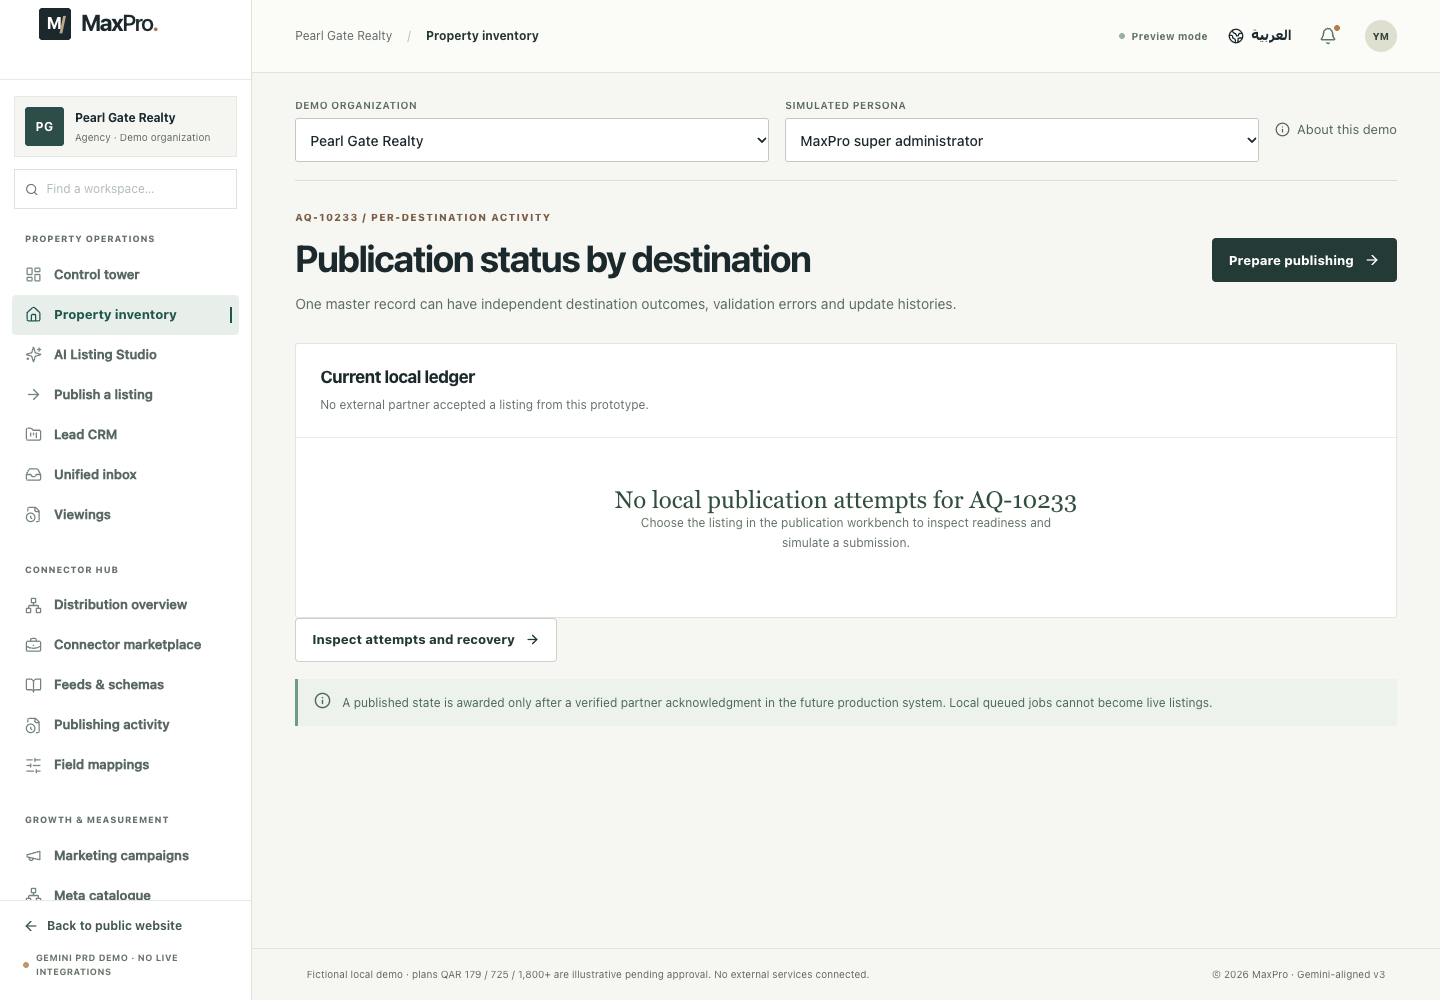 M/ MaxPro.
PG
Pearl Gate Realty
Agency · Demo organization
Find a workspace...
PROPERTY OPERATIONS
Control tower
Property inventory
AI Listing Studio
Publish a listing
Lead CRM
Unified inbox
Viewings
CONNECTOR HUB
Distribution overview
Connector marketplace
Feeds & schemas
Publishing activity
Field mappings
GROWTH & MEASUREMENT
Marketing campaigns
Meta catalogue
Back to public website
GEMINI PRD DEMO · NO LIVE
INTEGRATIONS
Pearl Gate Realty / Property inventory
Preview mode
العربية
YM
DEMO ORGANIZATION
Pearl Gate Realty
SIMULATED PERSONA
MaxPro super administrator
About this demo
AQ-10233 / PER-DESTINATION ACTIVITY
Publication status by destination
Prepare publishing
One master record can have independent destination outcomes, validation errors and update histories.
Current local ledger
No external partner accepted a listing from this prototype.
No local publication attempts for AQ-10233
Choose the listing in the publication workbench to inspect readiness and
simulate a submission.
Inspect attempts and recovery
A published state is awarded only after a verified partner acknowledgment in the future production system. Local queued jobs cannot become live listings.
Fictional local demo · plans QAR 179 / 725 / 1,800+ are illustrative pending approval. No external services connected.
© 2026 MaxPro · Gemini-aligned v3